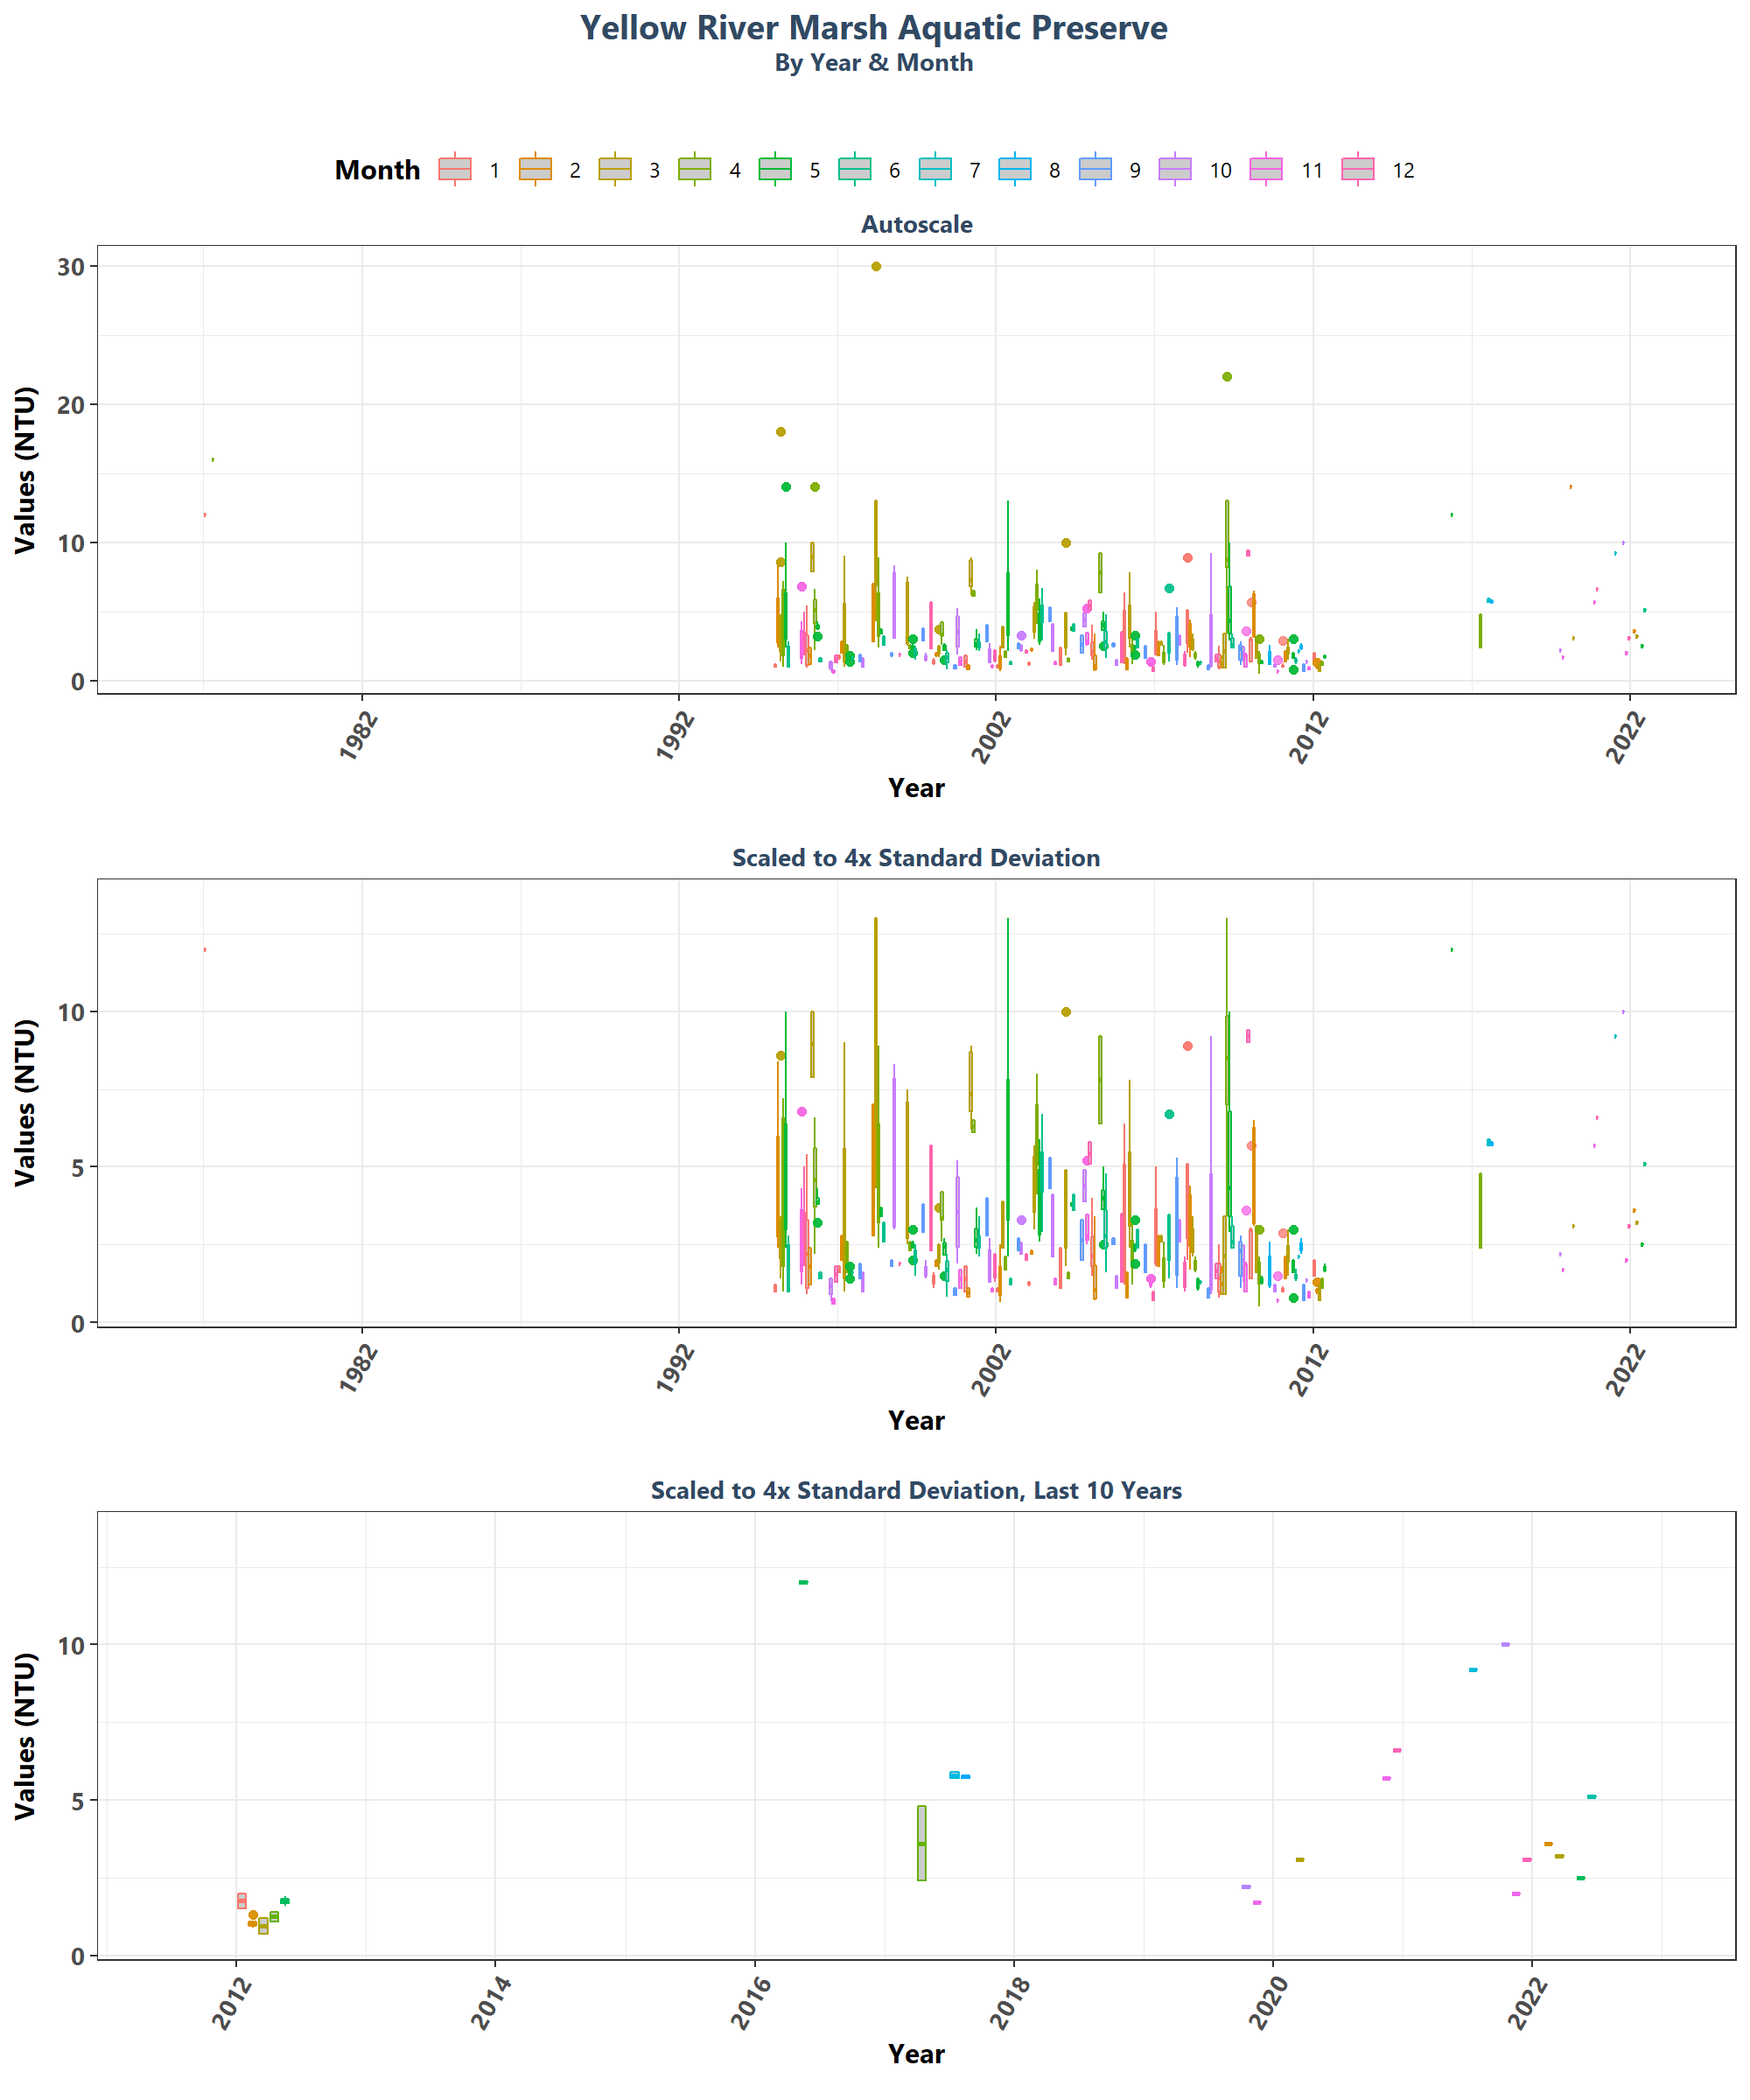 Yellow River Marsh Aquatic Preserve
By Year & Month
Month 1 2 3 4 5 6 7 8 9 10 11 12
Autoscale
Values (NTU)
30
20
10
0
1982 1992 2002 2012 2022
Year
Scaled to 4x Standard Deviation
Values (NTU)
10
5
0
1982 1992 2002 2012 2022
Year
Scaled to 4x Standard Deviation, Last 10 Years
Values (NTU)
10
5
0
2012 2014 2016 2018 2020 2022
Year